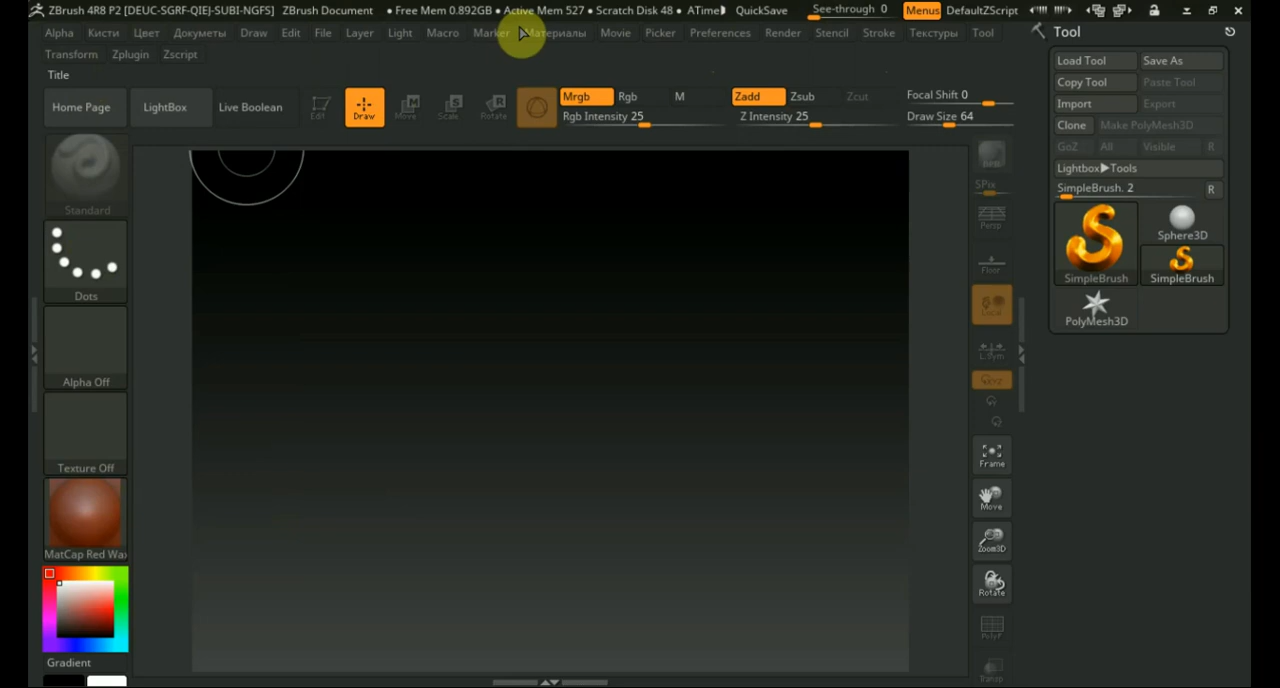 ZBrush 4R8 P2 [DEUC-SGRF-QIEJ-SUBI-NGFS] ZBrush Document • Free Mem 0.892GB • Active Mem 527 • Scratch Disk 48 • ATime QuickSave See-through 0 Menus DefaultZScript
Alpha Кисти Цвет Докуметы Draw Edit File Layer Light Macro Marker Материалы Movie Picker Preferences Render Stencil Stroke Текстуры Tool
Transform Zplugin Zscript
Title
Home Page LightBox Live Boolean Edit Draw Move Scale Rotate
Mrgb Rgb M
Rgb Intensity 25
Zadd Zsub Zcut
Z Intensity 25
Focal Shift 0
Draw Size 64
Standard
Dots
Alpha Off
Texture Off
MatCap Red Wax
Gradient
BPR
SPix
Persp
Floor
Local
L.Sym
Frame
Move
Zoom3D
Rotate
PolyF
Transp
Tool
Load Tool Save As
Copy Tool Paste Tool
Import Export
Clone Make PolyMesh3D
GoZ All Visible R
Lightbox▶Tools
SimpleBrush. 2 R
SimpleBrush
Sphere3D
SimpleBrush
PolyMesh3D